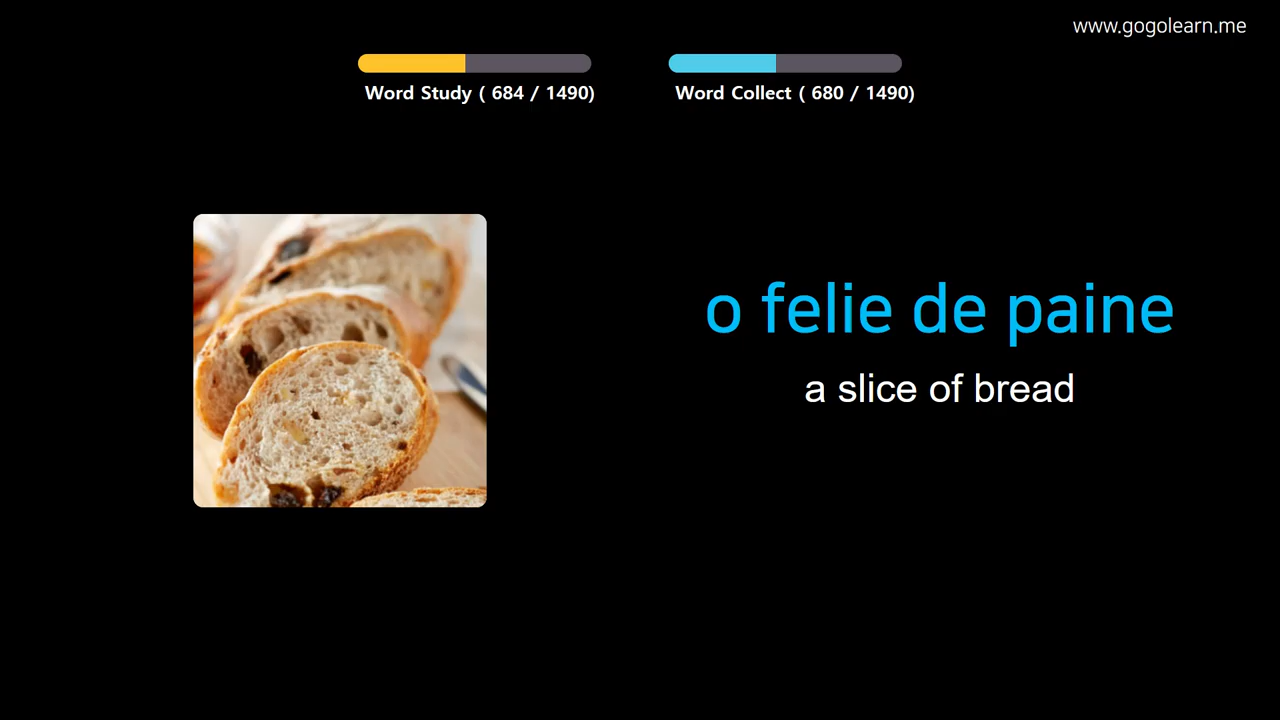 www.gogolearn.me
Word Study ( 684 / 1490)
Word Collect ( 680 / 1490)
o felie de paine
a slice of bread